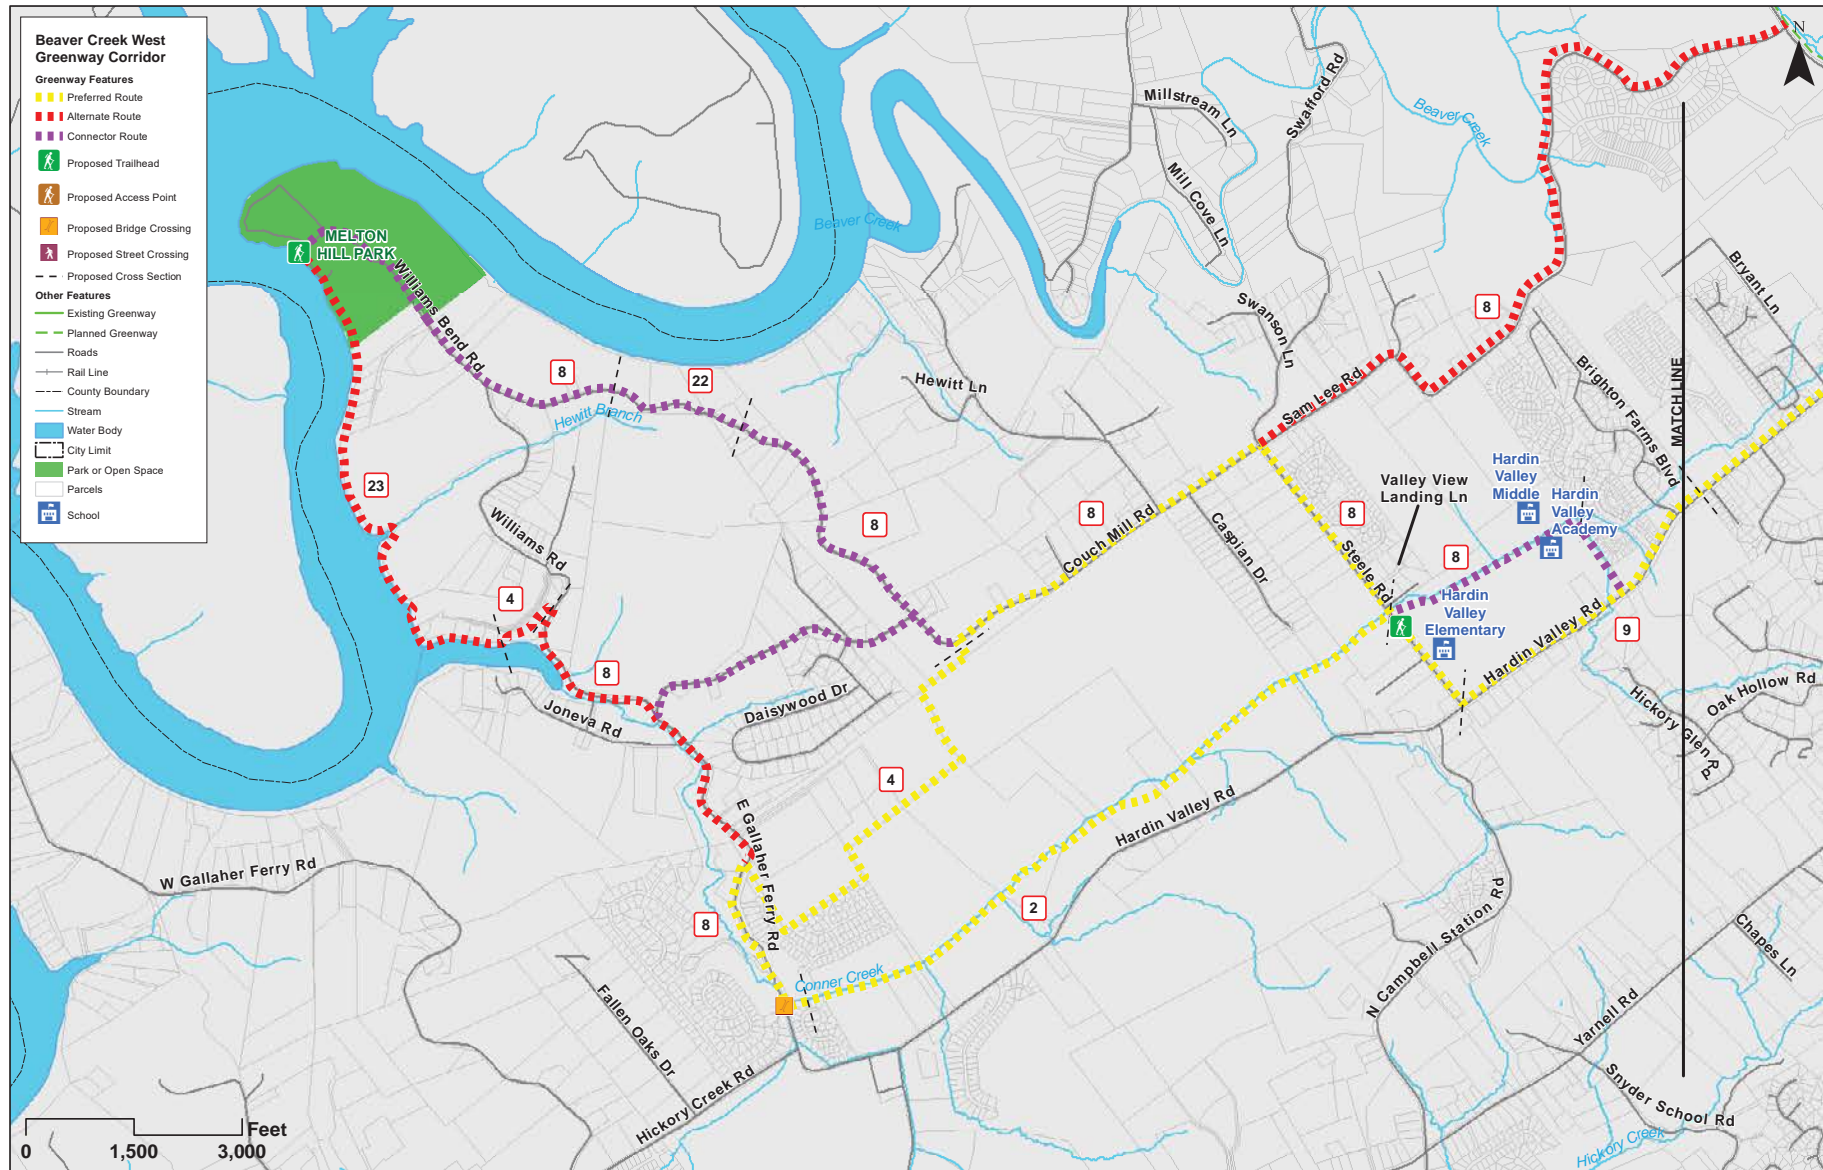 Beaver Creek West
Greenway Corridor
Greenway Features
Preferred Route
Alternate Route
Connector Route
Proposed Trailhead
Proposed Access Point
Proposed Bridge Crossing
Proposed Street Crossing
Proposed Cross Section
Other Features
Existing Greenway
Planned Greenway
Roads
Rail Line
County Boundary
Stream
Water Body
City Limit
Park or Open Space
Parcels
School
N
Millstream Ln
Swafford Rd
Beaver Creek
Mill Cove Ln
Beaver Creek
MELTON
HILL PARK
Williams Bend Rd
Swanson Ln
Bryant Ln
8
8
22
Hewitt Ln
Sam Lee Rd
Brighton Farms Blvd
MATCH LINE
Hewitt Branch
23
Hardin
Valley
Middle
Valley View
Landing Ln
Hardin
Valley
Academy
8
8
8
Williams Rd
Couch Mill Rd
Caspian Dr
Steele Rd
8
4
Hardin
Valley
Elementary
9
Hardin Valley Rd
8
Joneva Rd
Daisywood Dr
Hickory Glen Rd
Oak Hollow Rd
4
E Gallaher Ferry Rd
Hardin Valley Rd
W Gallaher Ferry Rd
2
8
N Campbell Station Rd
Chapes Ln
Conner Creek
Fallen Oaks Dr
Yarnell Rd
Hickory Creek Rd
Snyder School Rd
Hickory Creek
Feet
0
1,500
3,000